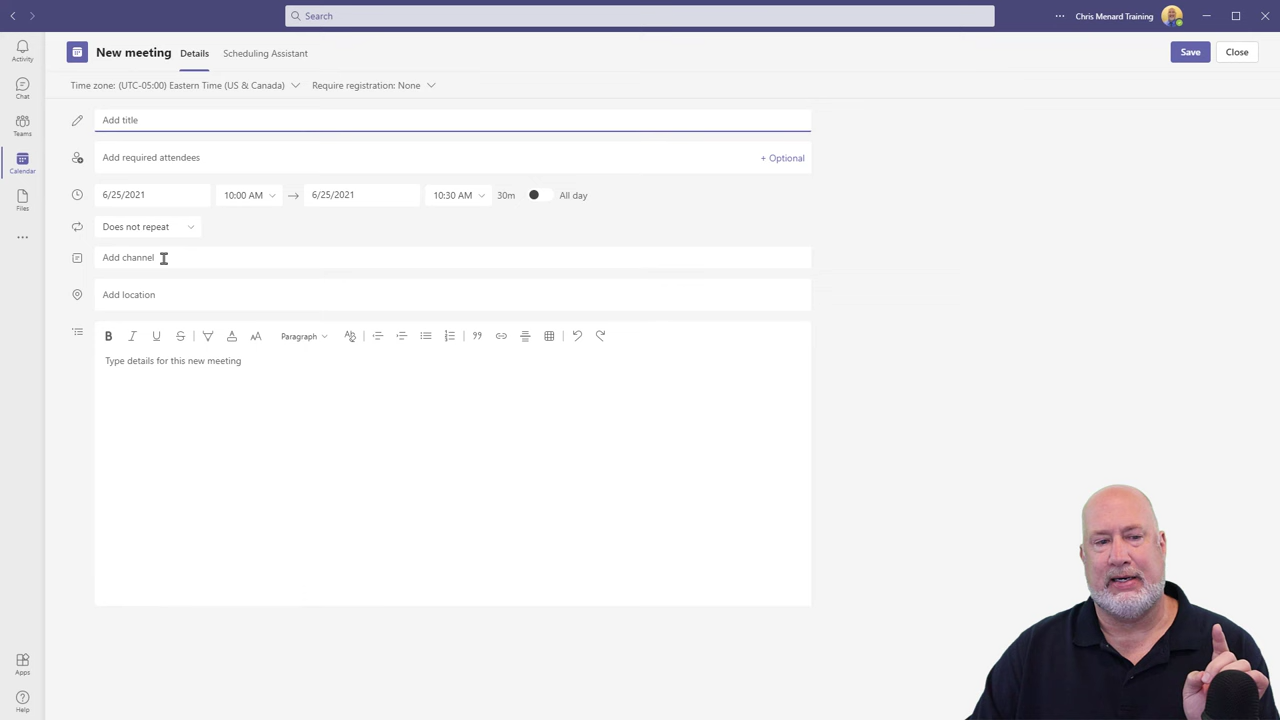 Search
Chris Menard Training
Activity
Chat
Teams
Calendar
Files
Apps
Help
New meeting Details Scheduling Assistant
Save Close
Time zone: (UTC-05:00) Eastern Time (US & Canada) Require registration: None
Add title
Add required attendees + Optional
6/25/2021 10:00 AM → 6/25/2021 10:30 AM 30m All day
Does not repeat
Add channel
Add location
B I U S Paragraph
Type details for this new meeting